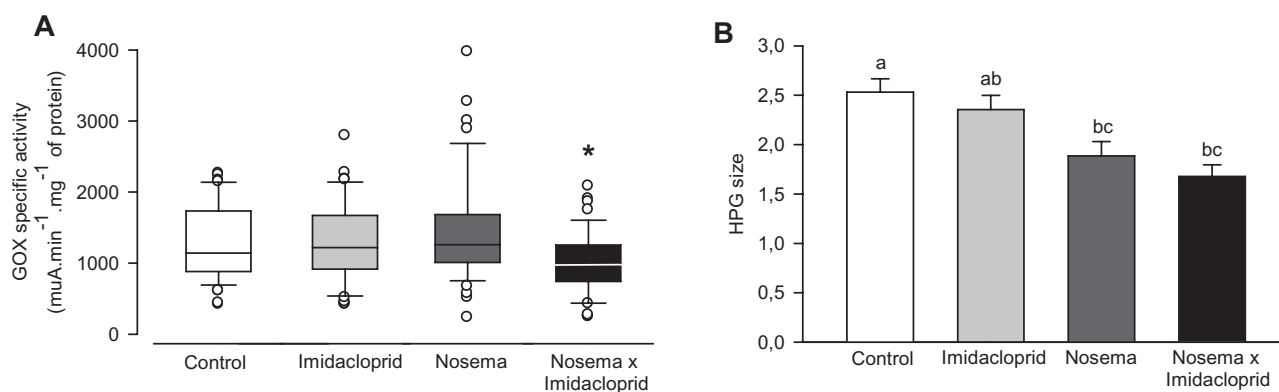 A
GOX specific activity
(muA.min-1.mg-1 of protein)
4000
3000
2000
1000
0
*
Control
Imidacloprid
Nosema
Nosema x
Imidacloprid
B
HPG size
3,0
2,5
2,0
1,5
1,0
0,5
0,0
a
ab
bc
bc
Control
Imidacloprid
Nosema
Nosema x
Imidacloprid